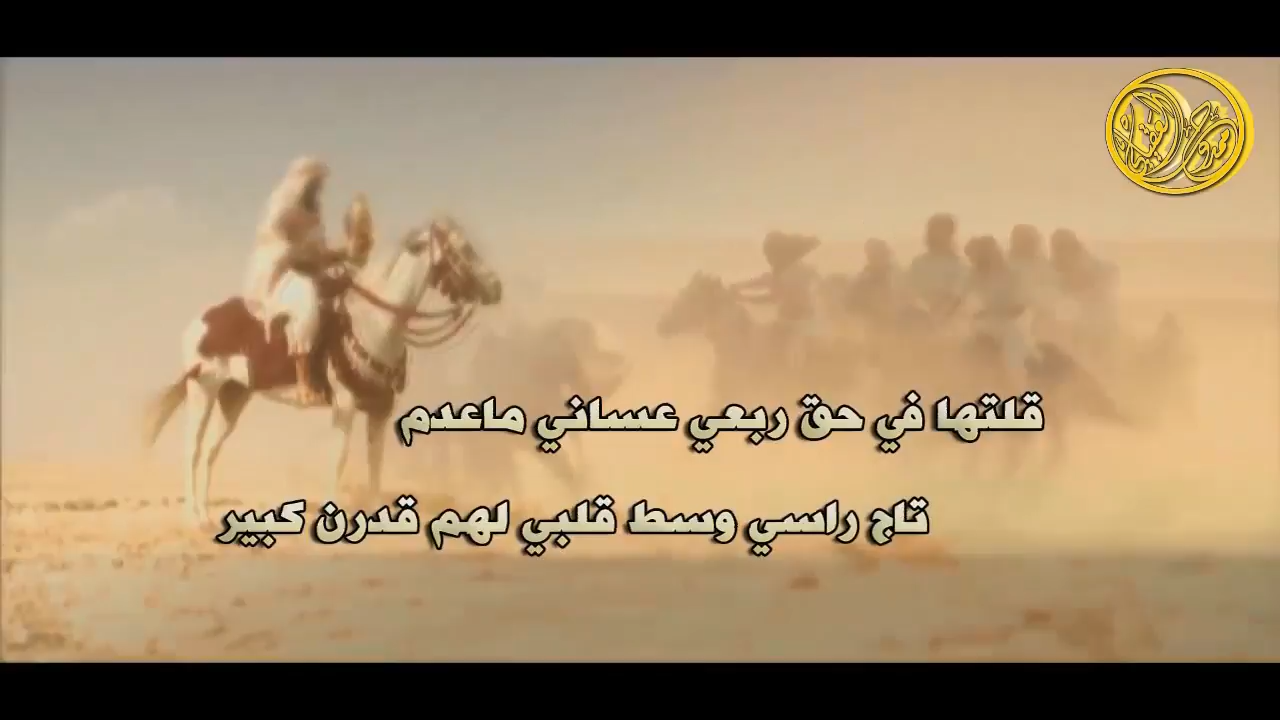 قلتها في حق ربعي عساني ماعدم
تاج راسي وسط قلبي لهم قدرن كبير